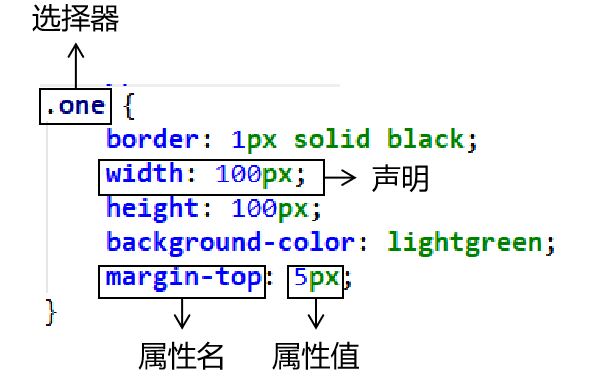 选择器
.one {
border: 1px solid black;
width: 100px;
声明
height: 100px;
background-color: lightgreen;
margin-top: 5px;
}
属性名
属性值